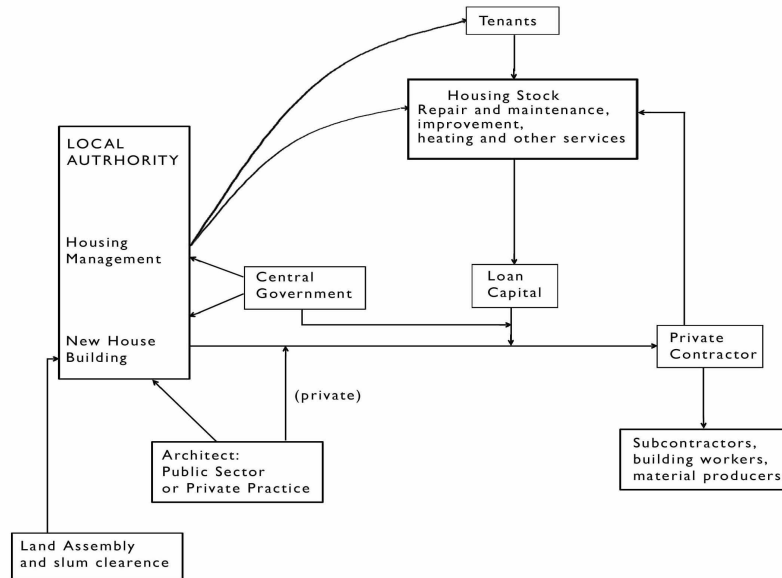 Tenants
Housing Stock
Repair and maintenance,
improvement,
heating and other services
LOCAL
AUTRHORITY
Housing
Management
Central
Government
Loan
Capital
New House
Building
Private
Contractor
(private)
Architect:
Public Sector
or Private Practice
Subcontractors,
building workers,
material producers
Land Assembly
and slum clearence